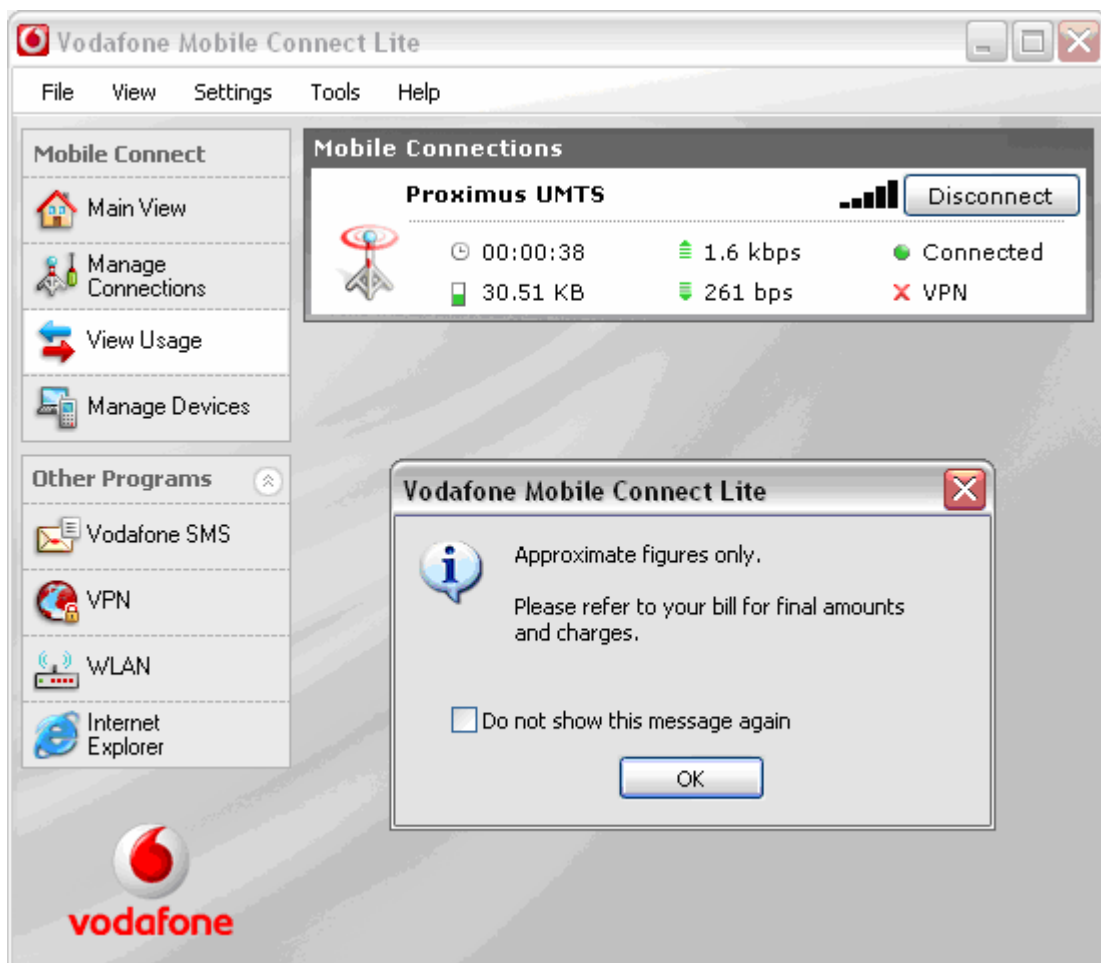 Vodafone Mobile Connect Lite
File View Settings Tools Help
Mobile Connect
Main View
Manage
Connections
View Usage
Manage Devices
Other Programs
Vodafone SMS
VPN
WLAN
Internet
Explorer
vodafone
Mobile Connections
Proximus UMTS
Disconnect
00:00:38 1.6 kbps Connected
30.51 KB 261 bps VPN
Vodafone Mobile Connect Lite
Approximate figures only.
Please refer to your bill for final amounts
and charges.
Do not show this message again
OK